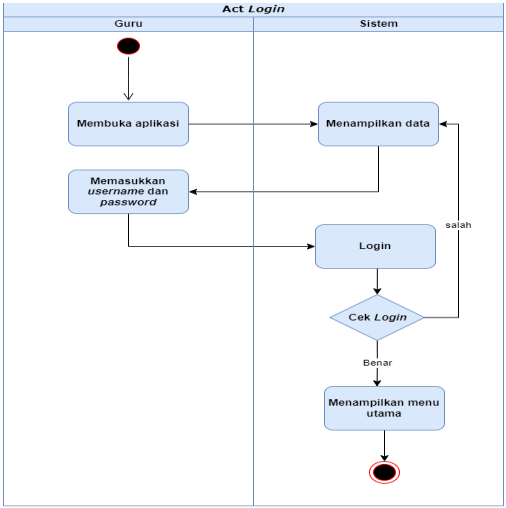 Act Login
Guru
Sistem
Membuka aplikasi
Menampilkan data
Memasukkan
username dan
password
salah
Login
Cek Login
Benar
Menampilkan menu
utama